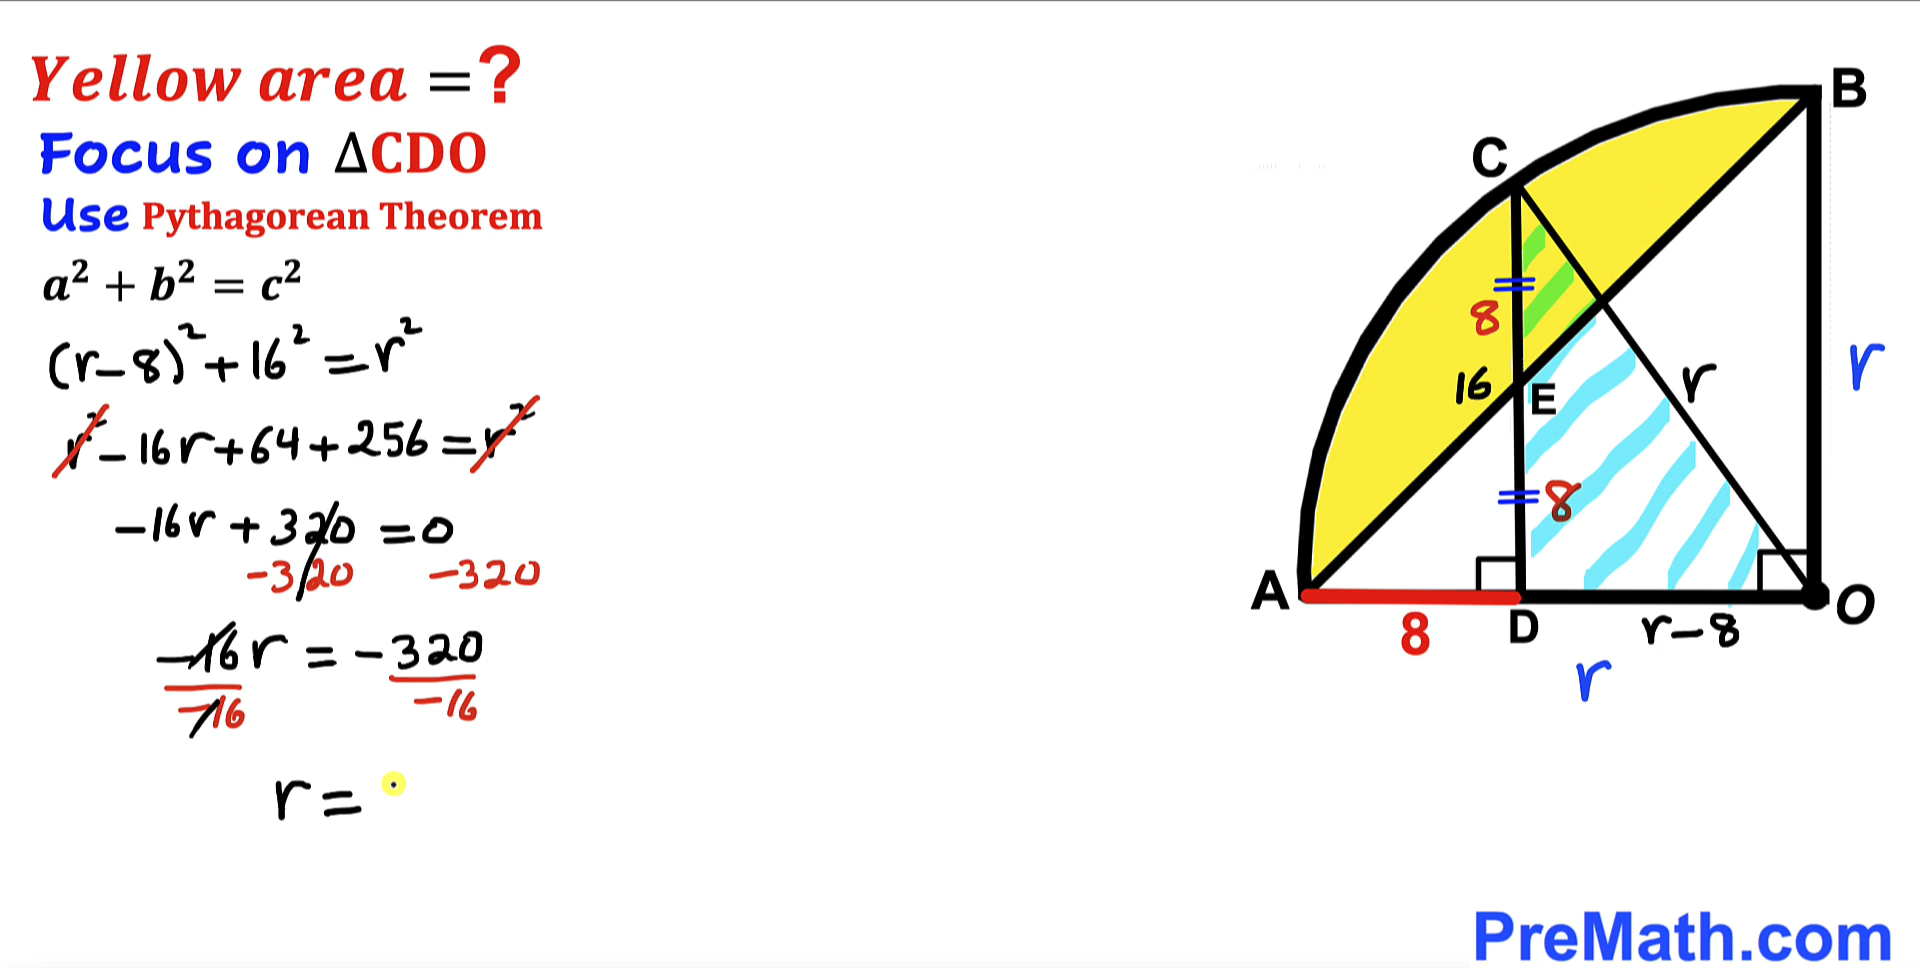 Yellow area = ?
Focus on ΔCDO
Use Pythagorean Theorem
a² + b² = c²
(r-8)² + 16² = r²
r² - 16r + 64 + 256 = r²
-16r + 320 = 0
-320 -320
-16r = -320
-16 -16
r =
B
C
8
16
E
r
r
8
A
O
8
D
r-8
r
PreMath.com